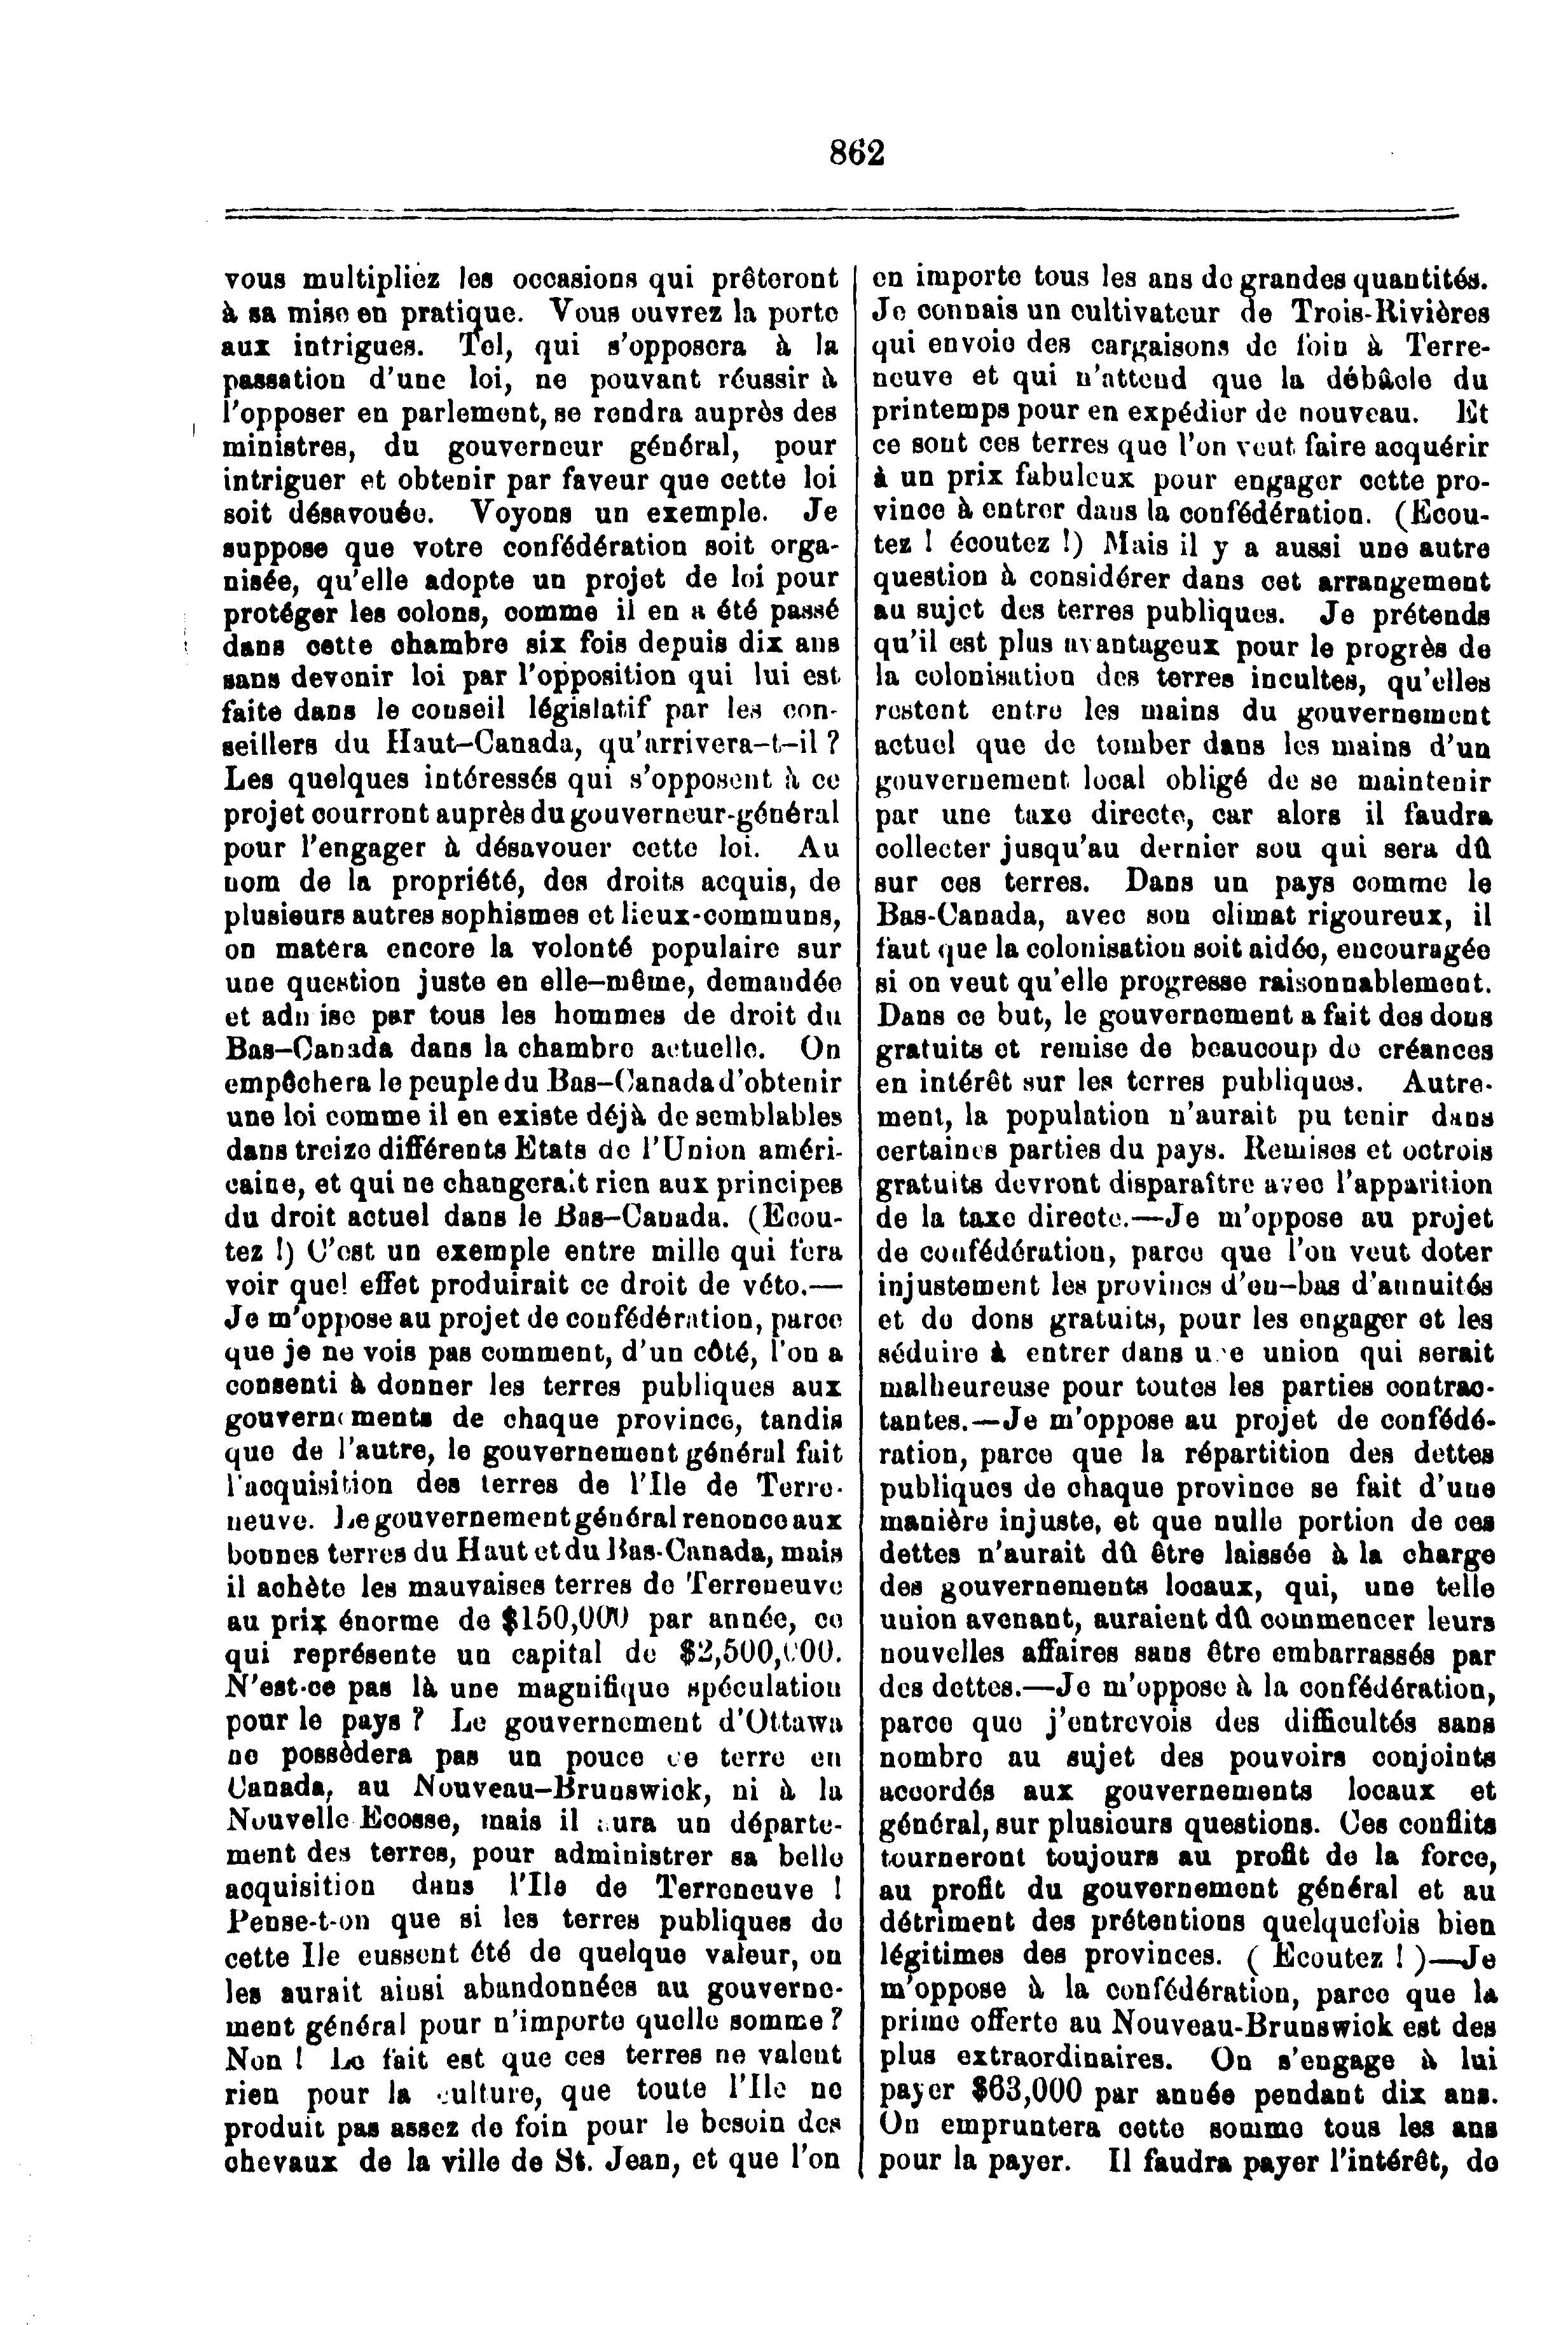 862
vous multipliez les occasions qui prêteront
à sa mise en pratique. Vous ouvrez la porte
aux intrigues. Tel, qui s'opposera à la
passation d'une loi, ne pouvant réussir à
l'opposer en parlement, se rendra auprès des
ministres, du gouverneur général, pour
intriguer et obtenir par faveur que cette loi
soit désavouée. Voyons un exemple. Je
suppose que votre confédération soit orga-
nisée, qu'elle adopte un projet de loi pour
protéger les colons, comme il en a été passé
dans cette chambre six fois depuis dix ans
sans devenir loi par l'opposition qui lui est
faite dans le conseil législatif par les con-
seillers du Haut-Canada, qu'arrivera-t-il ?
Les quelques intéressés qui s'opposent à ce
projet courront auprès du gouverneur-général
pour l'engager à désavouer cette loi. Au
nom de la propriété, des droits acquis, de
plusieurs autres sophismes et lieux-communs,
on matera encore la volonté populaire sur
une question juste en elle-même, demandée
et admise par tous les hommes de droit du
Bas-Canada dans la chambre actuelle. On
empêchera le peuple du Bas-Canada d'obtenir
une loi comme il en existe déjà de semblables
dans treize différents Etats de l'Union améri-
caine, et qui ne changerait rien aux principes
du droit actuel dans le Bas-Canada. (Ecou-
tez !) C'est un exemple entre mille qui fera
voir quel effet produirait ce droit de véto.—
Je m'oppose au projet de confédération, parce
que je ne vois pas comment, d'un côté, l'on a
consenti à donner les terres publiques aux
gouvernements de chaque province, tandis
que de l'autre, le gouvernement général fait
l'acquisition des terres de l'Ile de Terre-
neuve. Le gouvernement général renonce aux
bonnes terres du Haut et du Bas-Canada, mais
il achète les mauvaises terres de Terreneuve
au prix énorme de $150,000 par année, ce
qui représente un capital de $2,500,000.
N'est-ce pas là une magnifique spéculation
pour le pays ? Le gouvernement d'Ottawa
ne possèdera pas un pouce de terre en
Canada, au Nouveau-Brunswick, ni à la
Nouvelle Ecosse, mais il aura un départe-
ment des terres, pour administrer sa belle
acquisition dans l'Ile de Terreneuve !
Pense-t-on que si les terres publiques de
cette Ile eussent été de quelque valeur, on
les aurait ainsi abandonnées au gouverne-
ment général pour n'importe quelle somme ?
Non ! Le fait est que ces terres ne valent
rien pour la culture, que toute l'Ile ne
produit pas assez de foin pour le besoin des
chevaux de la ville de St. Jean, et que l'on
en importe tous les ans de grandes quantités.
Je connais un cultivateur de Trois-Rivières
qui envoie des cargaisons de foin à Terre-
neuve et qui n'attend que la débâcle du
printemps pour en expédier de nouveau. Et
ce sont ces terres que l'on veut faire acquérir
à un prix fabuleux pour engager cette pro-
vince à entrer dans la confédération. (Ecou-
tez ! écoutez !) Mais il y a aussi une autre
question à considérer dans cet arrangement
au sujet des terres publiques. Je prétends
qu'il est plus avantageux pour le progrès de
la colonisation des terres incultes, qu'elles
restent entre les mains du gouvernement
actuel que de tomber dans les mains d'un
gouvernement local obligé de se maintenir
par une taxe directe, car alors il faudra
collecter jusqu'au dernier sou qui sera dû
sur ces terres. Dans un pays comme le
Bas-Canada, avec son climat rigoureux, il
faut que la colonisation soit aidée, encouragée
si on veut qu'elle progresse raisonnablement.
Dans ce but, le gouvernement a fait des dons
gratuits et remise de beaucoup de créances
en intérêt sur les terres publiques. Autre-
ment, la population n'aurait pu tenir dans
certaines parties du pays. Remises et octrois
gratuits devront disparaître avec l'apparition
de la taxe directe.—Je m'oppose au projet
de confédération, parce que l'on veut doter
injustement les provinces d'en-bas d'annuités
et de dons gratuits, pour les engager et les
séduire à entrer dans une union qui serait
malheureuse pour toutes les parties contrac-
tantes.—Je m'oppose au projet de confédé-
ration, parce que la répartition des dettes
publiques de chaque province se fait d'une
manière injuste, et que nulle portion de ces
dettes n'aurait dû être laissée à la charge
des gouvernements locaux, qui, une telle
union avenant, auraient dû commencer leurs
nouvelles affaires sans être embarrassés par
des dettes.—Je m'oppose à la confédération,
parce que j'entrevois des difficultés sans
nombre au sujet des pouvoirs conjoints
accordés aux gouvernements locaux et
général, sur plusieurs questions. Ces conflits
tourneront toujours au profit de la force,
au profit du gouvernement général et au
détriment des prétentions quelquefois bien
légitimes des provinces. ( Ecoutez ! )—Je
m'oppose à la confédération, parce que la
prime offerte au Nouveau-Brunswick est des
plus extraordinaires. On s'engage à lui
payer $63,000 par année pendant dix ans.
On empruntera cette somme tous les ans
pour la payer. Il faudra payer l'intérêt, de